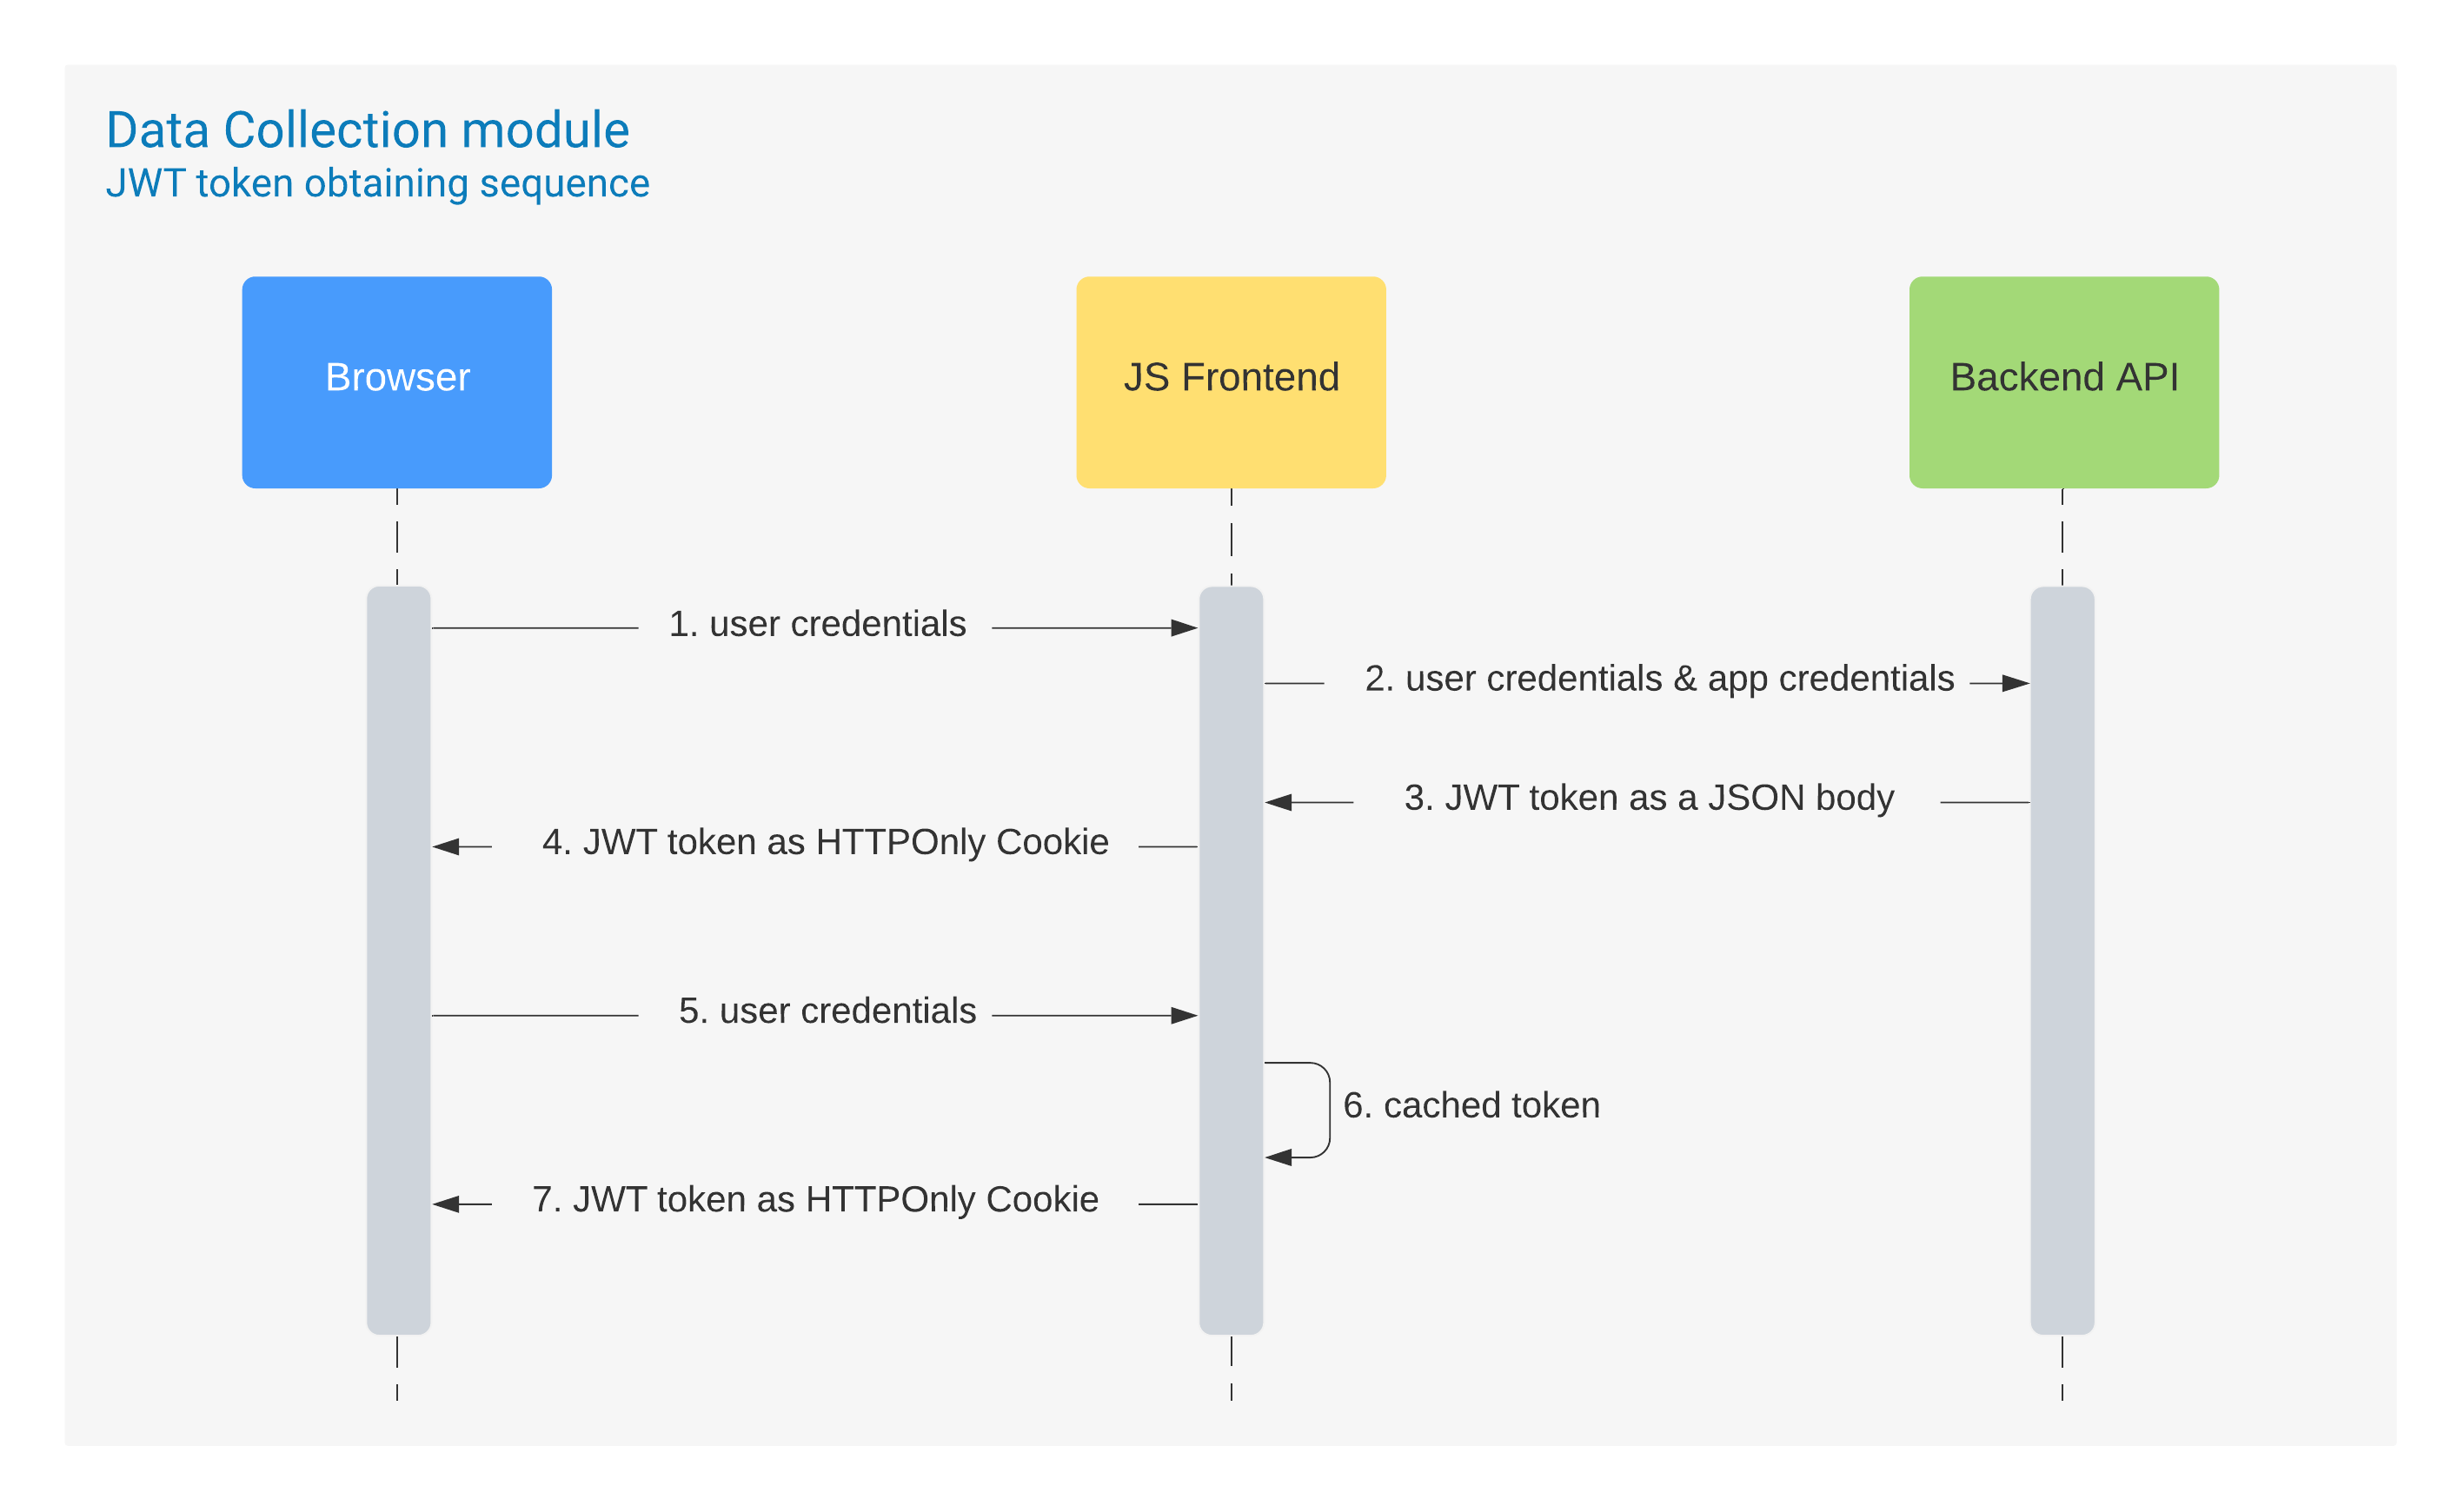 Data Collection module
JWT token obtaining sequence
Browser
JS Frontend
Backend API
1. user credentials
2. user credentials & app credentials
3. JWT token as a JSON body
4. JWT token as HTTPOnly Cookie
5. user credentials
6. cached token
7. JWT token as HTTPOnly Cookie